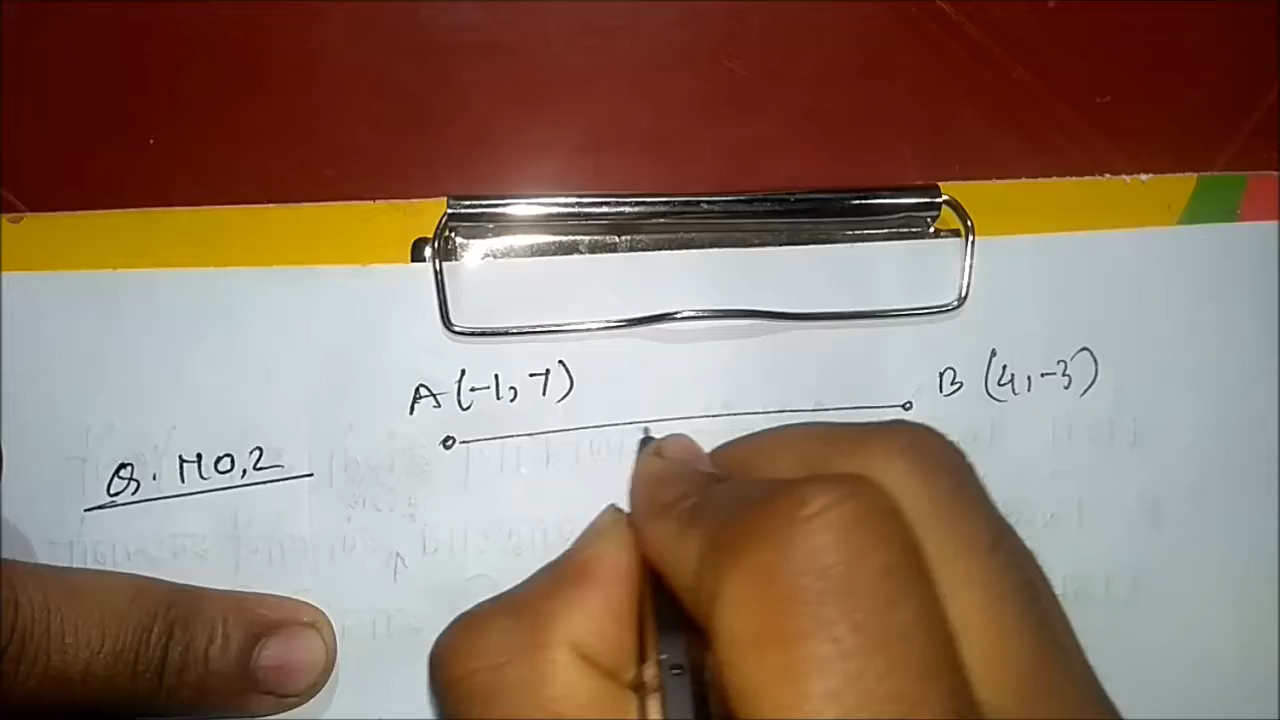 A (-1, 7) B (4, -3)
Q. NO, 2